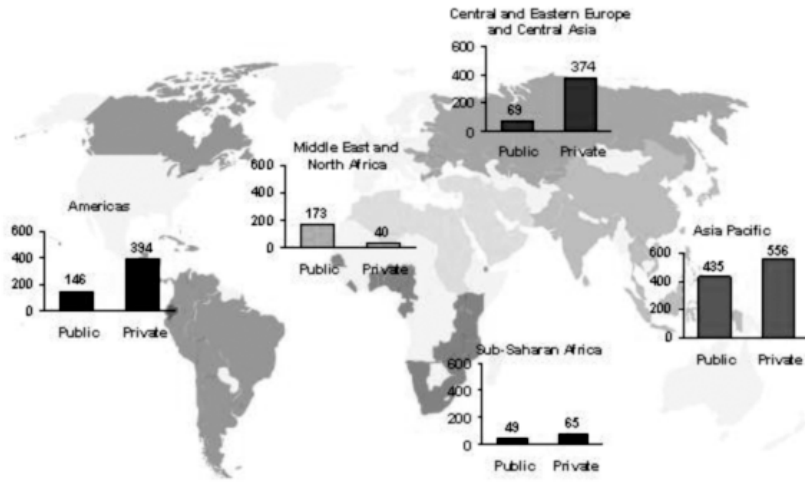 Central and Eastern Europe
and Central Asia
600
400
200
0
69
374
Public Private
Middle East and
North Africa
600
400
200
0
173
40
Public Private
Americas
600
400
200
0
146
394
Public Private
Asia Pacific
600
400
200
0
435
556
Public Private
Sub-Saharan Africa
600
400
200
0
49
65
Public Private